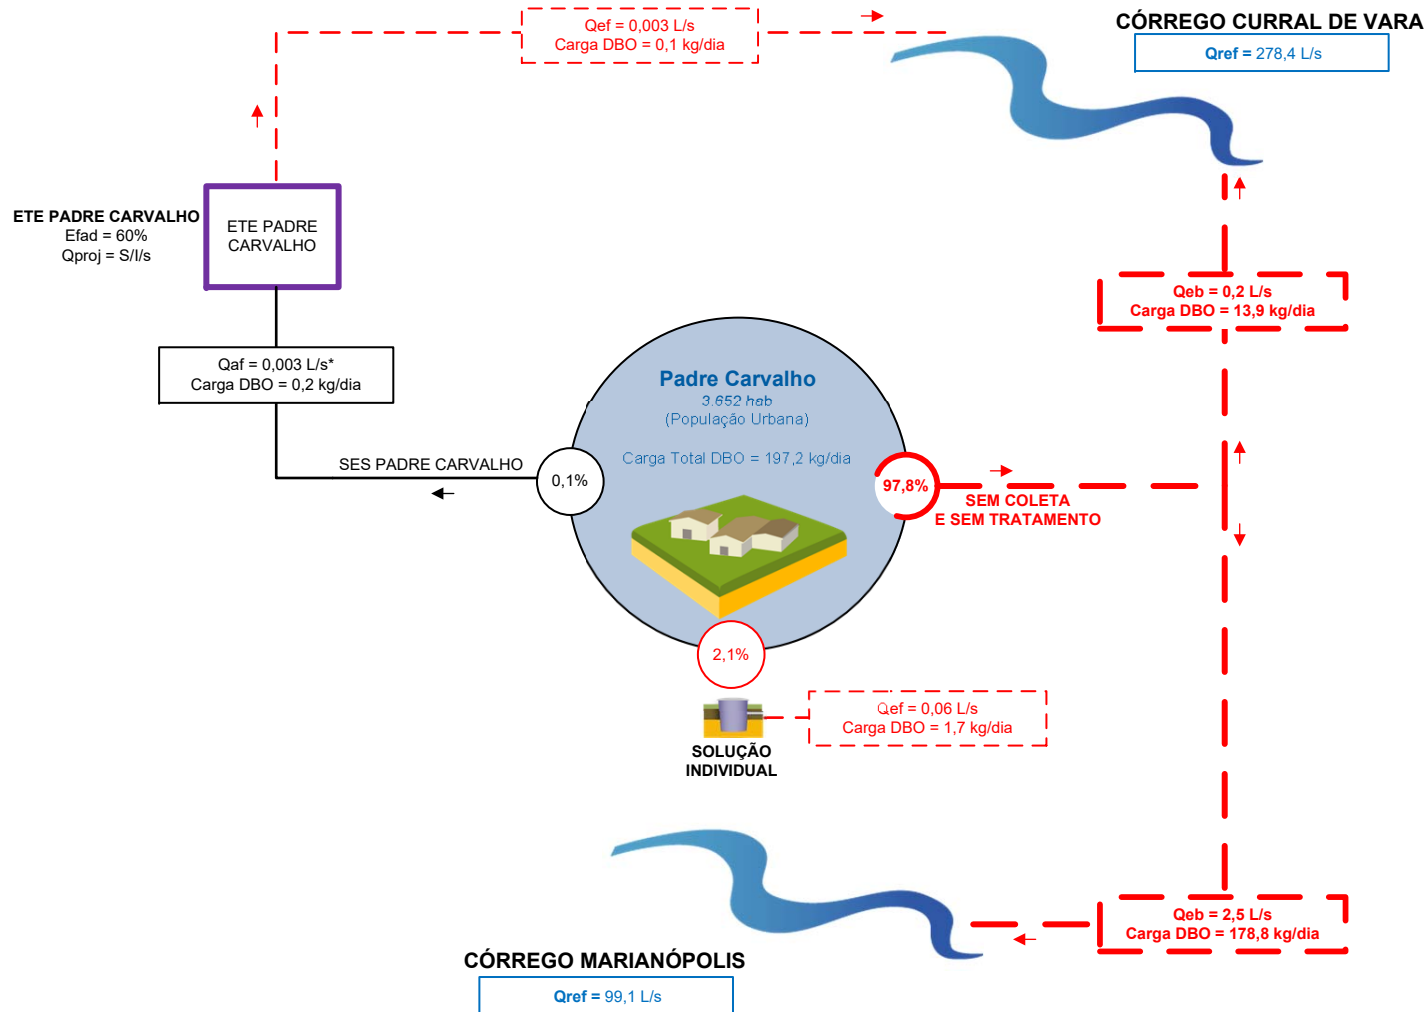 Qef = 0,003 L/s
Carga DBO = 0,1 kg/dia
CÓRREGO CURRAL DE VARA
Qref = 278,4 L/s
ETE PADRE CARVALHO
Efad = 60%
Qproj = S/I/s
ETE PADRE
CARVALHO
Qeb = 0,2 L/s
Carga DBO = 13,9 kg/dia
Qaf = 0,003 L/s*
Carga DBO = 0,2 kg/dia
Padre Carvalho
3.652 hab
(População Urbana)
Carga Total DBO = 197,2 kg/dia
SES PADRE CARVALHO
0,1%
97,8%
SEM COLETA
E SEM TRATAMENTO
2,1%
Qef = 0,06 L/s
Carga DBO = 1,7 kg/dia
SOLUÇÃO
INDIVIDUAL
Qeb = 2,5 L/s
Carga DBO = 178,8 kg/dia
CÓRREGO MARIANÓPOLIS
Qref = 99,1 L/s